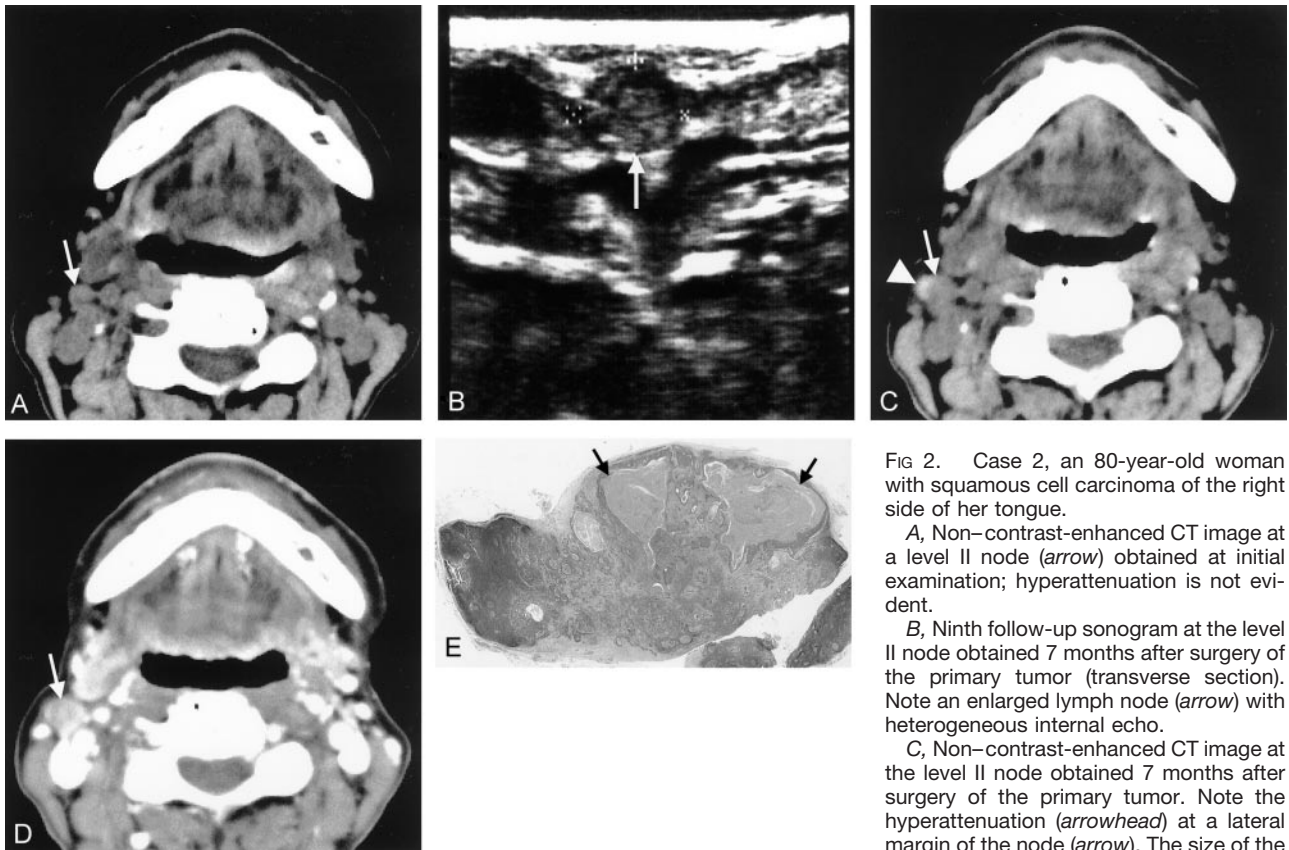 A
B
C
D
E
FIG 2. Case 2, an 80-year-old woman
with squamous cell carcinoma of the right
side of her tongue.
A, Non–contrast-enhanced CT image at
a level II node (arrow) obtained at initial
examination; hyperattenuation is not evi-
dent.
B, Ninth follow-up sonogram at the level
II node obtained 7 months after surgery of
the primary tumor (transverse section).
Note an enlarged lymph node (arrow) with
heterogeneous internal echo.
C, Non–contrast-enhanced CT image at
the level II node obtained 7 months after
surgery of the primary tumor. Note the
hyperattenuation (arrowhead) at a lateral
margin of the node (arrow). The size of the